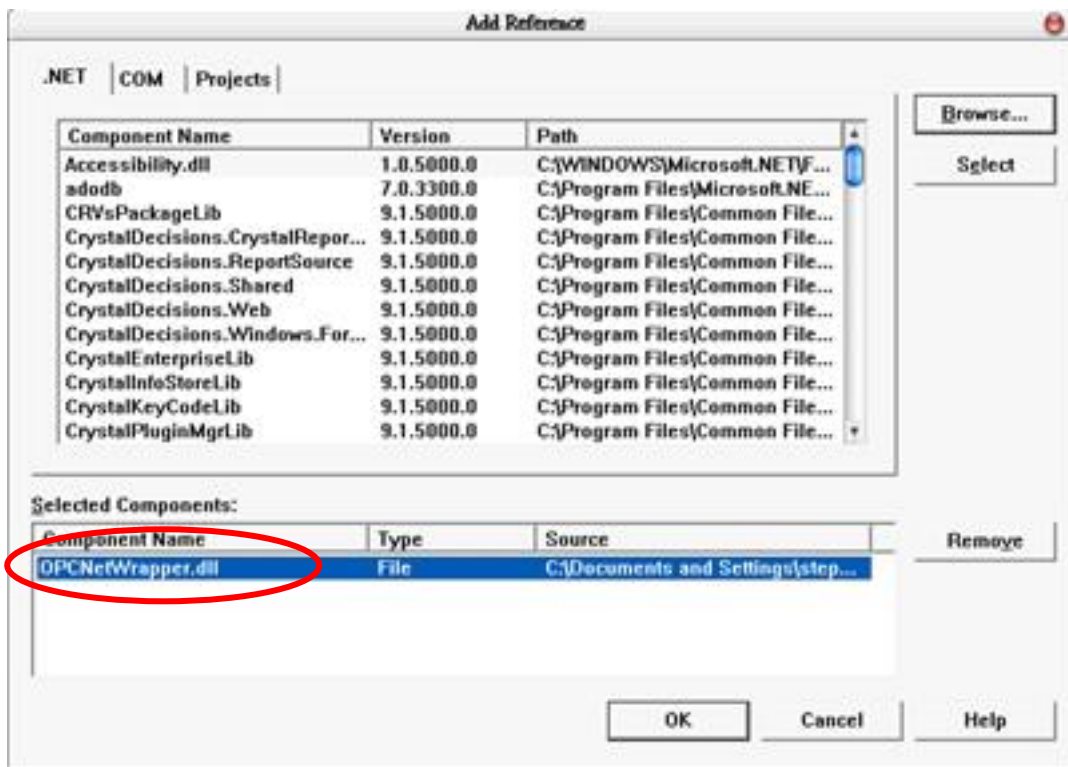 Add Reference
.NET COM Projects
Browse...
Component Name Version Path
Accessibility.dll 1.0.5000.0 C:\WINDOWS\Microsoft.NET\F...
Select
adodb 7.0.3300.0 C:\Program Files\Microsoft.NE...
CRVsPackageLib 9.1.5000.0 C:\Program Files\Common File...
CrystalDecisions.CrystalRepor... 9.1.5000.0 C:\Program Files\Common File...
CrystalDecisions.ReportSource 9.1.5000.0 C:\Program Files\Common File...
CrystalDecisions.Shared 9.1.5000.0 C:\Program Files\Common File...
CrystalDecisions.Web 9.1.5000.0 C:\Program Files\Common File...
CrystalDecisions.Windows.For... 9.1.5000.0 C:\Program Files\Common File...
CrystalEnterpriseLib 9.1.5000.0 C:\Program Files\Common File...
CrystalInfoStoreLib 9.1.5000.0 C:\Program Files\Common File...
CrystalKeyCodeLib 9.1.5000.0 C:\Program Files\Common File...
CrystalPluginMgrLib 9.1.5000.0 C:\Program Files\Common File...
Selected Components:
Component Name Type Source
Remove
OPCNetWrapper.dll File C:\Documents and Settings\step...
OK Cancel Help